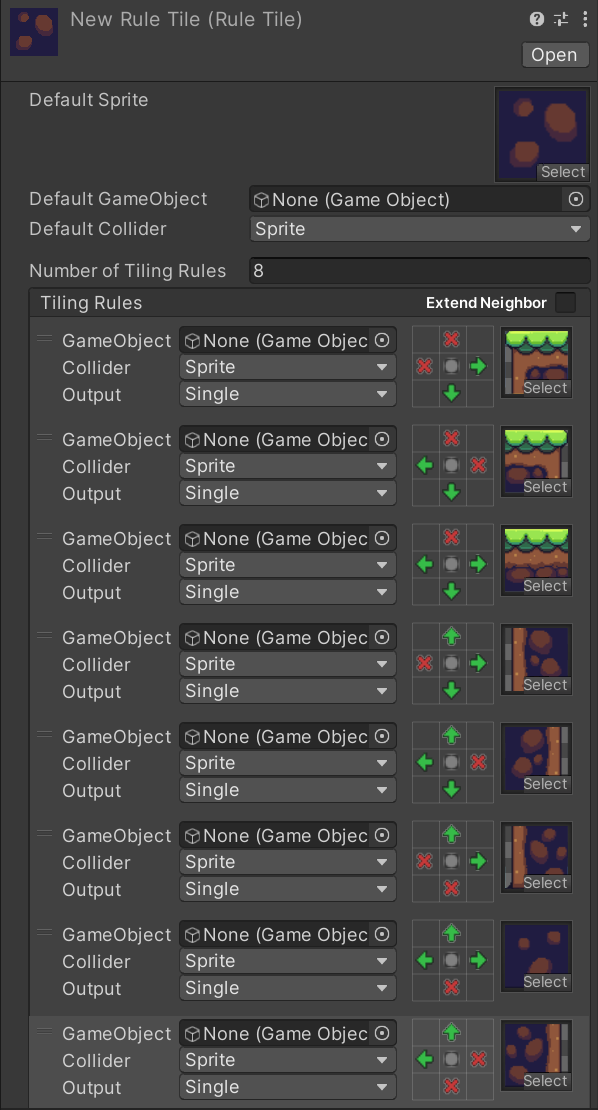 New Rule Tile (Rule Tile)
Open
Default Sprite
Select
Default GameObject None (Game Object)
Default Collider Sprite
Number of Tiling Rules 8
Tiling Rules Extend Neighbor
GameObject None (Game Objec
Collider Sprite
Output Single
Select
GameObject None (Game Objec
Collider Sprite
Output Single
Select
GameObject None (Game Objec
Collider Sprite
Output Single
Select
GameObject None (Game Objec
Collider Sprite
Output Single
Select
GameObject None (Game Objec
Collider Sprite
Output Single
Select
GameObject None (Game Objec
Collider Sprite
Output Single
Select
GameObject None (Game Objec
Collider Sprite
Output Single
Select
GameObject None (Game Objec
Collider Sprite
Output Single
Select